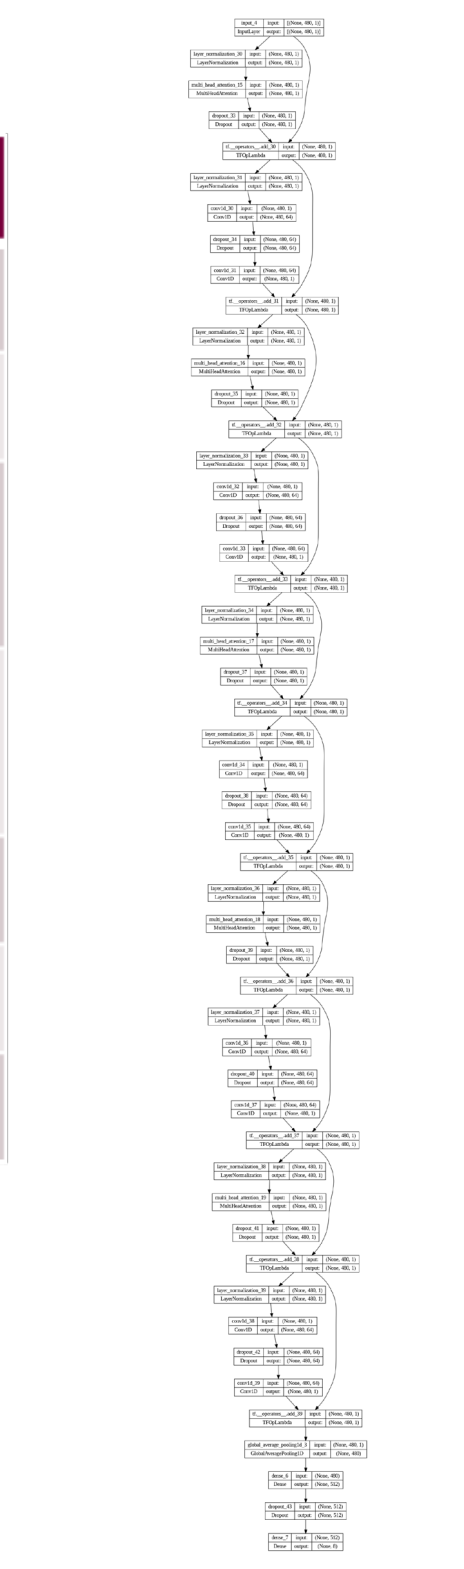 input_4 input: [(None, 480, 1)]
InputLayer output: [(None, 480, 1)]
layer_normalization_30 input: (None, 480, 1)
LayerNormalization output: (None, 480, 1)
multi_head_attention_15 input: (None, 480, 1)
MultiHeadAttention output: (None, 480, 1)
dropout_33 input: (None, 480, 1)
Dropout output: (None, 480, 1)
tf.__operators__.add_30 input: (None, 480, 1)
TFOpLambda output: (None, 480, 1)
layer_normalization_31 input: (None, 480, 1)
LayerNormalization output: (None, 480, 1)
conv1d_30 input: (None, 480, 1)
Conv1D output: (None, 480, 64)
dropout_34 input: (None, 480, 64)
Dropout output: (None, 480, 64)
conv1d_31 input: (None, 480, 64)
Conv1D output: (None, 480, 1)
tf.__operators__.add_31 input: (None, 480, 1)
TFOpLambda output: (None, 480, 1)
layer_normalization_32 input: (None, 480, 1)
LayerNormalization output: (None, 480, 1)
multi_head_attention_16 input: (None, 480, 1)
MultiHeadAttention output: (None, 480, 1)
dropout_35 input: (None, 480, 1)
Dropout output: (None, 480, 1)
tf.__operators__.add_32 input: (None, 480, 1)
TFOpLambda output: (None, 480, 1)
layer_normalization_33 input: (None, 480, 1)
LayerNormalization output: (None, 480, 1)
conv1d_32 input: (None, 480, 1)
Conv1D output: (None, 480, 64)
dropout_36 input: (None, 480, 64)
Dropout output: (None, 480, 64)
conv1d_33 input: (None, 480, 64)
Conv1D output: (None, 480, 1)
tf.__operators__.add_33 input: (None, 480, 1)
TFOpLambda output: (None, 480, 1)
layer_normalization_34 input: (None, 480, 1)
LayerNormalization output: (None, 480, 1)
multi_head_attention_17 input: (None, 480, 1)
MultiHeadAttention output: (None, 480, 1)
dropout_37 input: (None, 480, 1)
Dropout output: (None, 480, 1)
tf.__operators__.add_34 input: (None, 480, 1)
TFOpLambda output: (None, 480, 1)
layer_normalization_35 input: (None, 480, 1)
LayerNormalization output: (None, 480, 1)
conv1d_34 input: (None, 480, 1)
Conv1D output: (None, 480, 64)
dropout_38 input: (None, 480, 64)
Dropout output: (None, 480, 64)
conv1d_35 input: (None, 480, 64)
Conv1D output: (None, 480, 1)
tf.__operators__.add_35 input: (None, 480, 1)
TFOpLambda output: (None, 480, 1)
layer_normalization_36 input: (None, 480, 1)
LayerNormalization output: (None, 480, 1)
multi_head_attention_18 input: (None, 480, 1)
MultiHeadAttention output: (None, 480, 1)
dropout_39 input: (None, 480, 1)
Dropout output: (None, 480, 1)
tf.__operators__.add_36 input: (None, 480, 1)
TFOpLambda output: (None, 480, 1)
layer_normalization_37 input: (None, 480, 1)
LayerNormalization output: (None, 480, 1)
conv1d_36 input: (None, 480, 1)
Conv1D output: (None, 480, 64)
dropout_40 input: (None, 480, 64)
Dropout output: (None, 480, 64)
conv1d_37 input: (None, 480, 64)
Conv1D output: (None, 480, 1)
tf.__operators__.add_37 input: (None, 480, 1)
TFOpLambda output: (None, 480, 1)
layer_normalization_38 input: (None, 480, 1)
LayerNormalization output: (None, 480, 1)
multi_head_attention_19 input: (None, 480, 1)
MultiHeadAttention output: (None, 480, 1)
dropout_41 input: (None, 480, 1)
Dropout output: (None, 480, 1)
tf.__operators__.add_38 input: (None, 480, 1)
TFOpLambda output: (None, 480, 1)
layer_normalization_39 input: (None, 480, 1)
LayerNormalization output: (None, 480, 1)
conv1d_38 input: (None, 480, 1)
Conv1D output: (None, 480, 64)
dropout_42 input: (None, 480, 64)
Dropout output: (None, 480, 64)
conv1d_39 input: (None, 480, 64)
Conv1D output: (None, 480, 1)
tf.__operators__.add_39 input: (None, 480, 1)
TFOpLambda output: (None, 480, 1)
global_average_pooling1d_3 input: (None, 480, 1)
GlobalAveragePooling1D output: (None, 480)
dense_6 input: (None, 480)
Dense output: (None, 512)
dropout_43 input: (None, 512)
Dropout output: (None, 512)
dense_7 input: (None, 512)
Dense output: (None, 8)